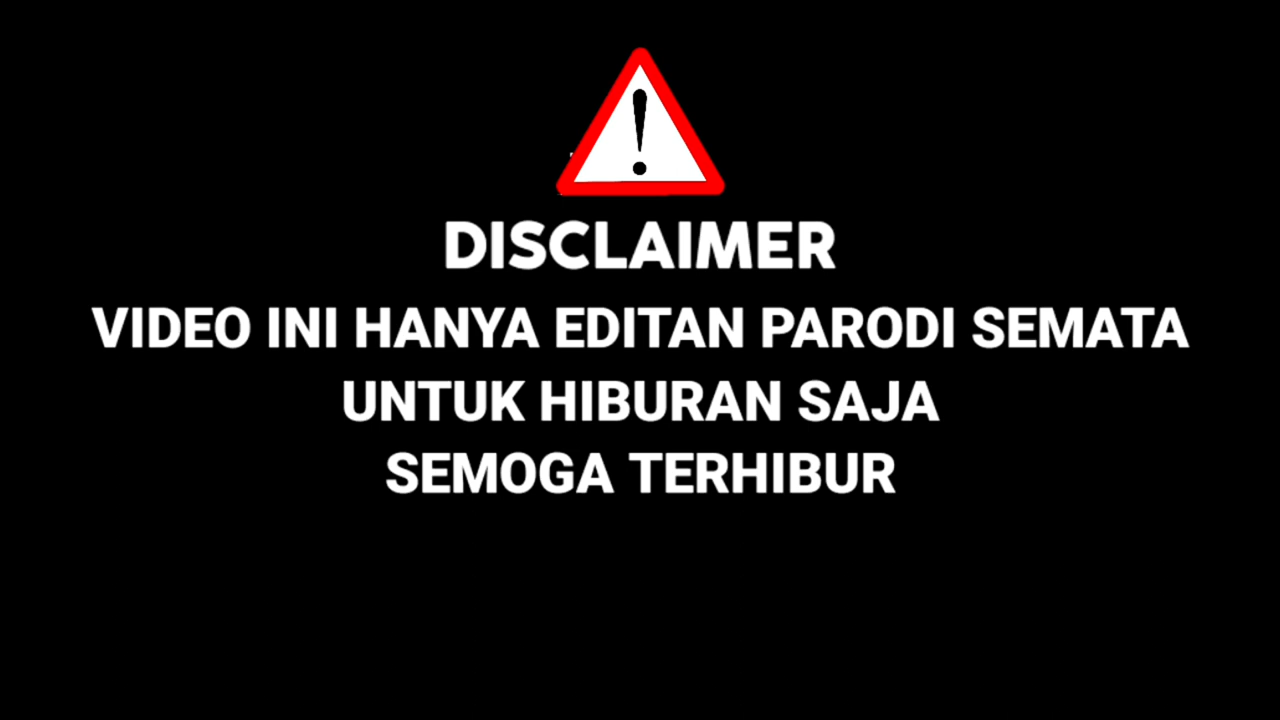 DISCLAIMER
VIDEO INI HANYA EDITAN PARODI SEMATA
UNTUK HIBURAN SAJA
SEMOGA TERHIBUR